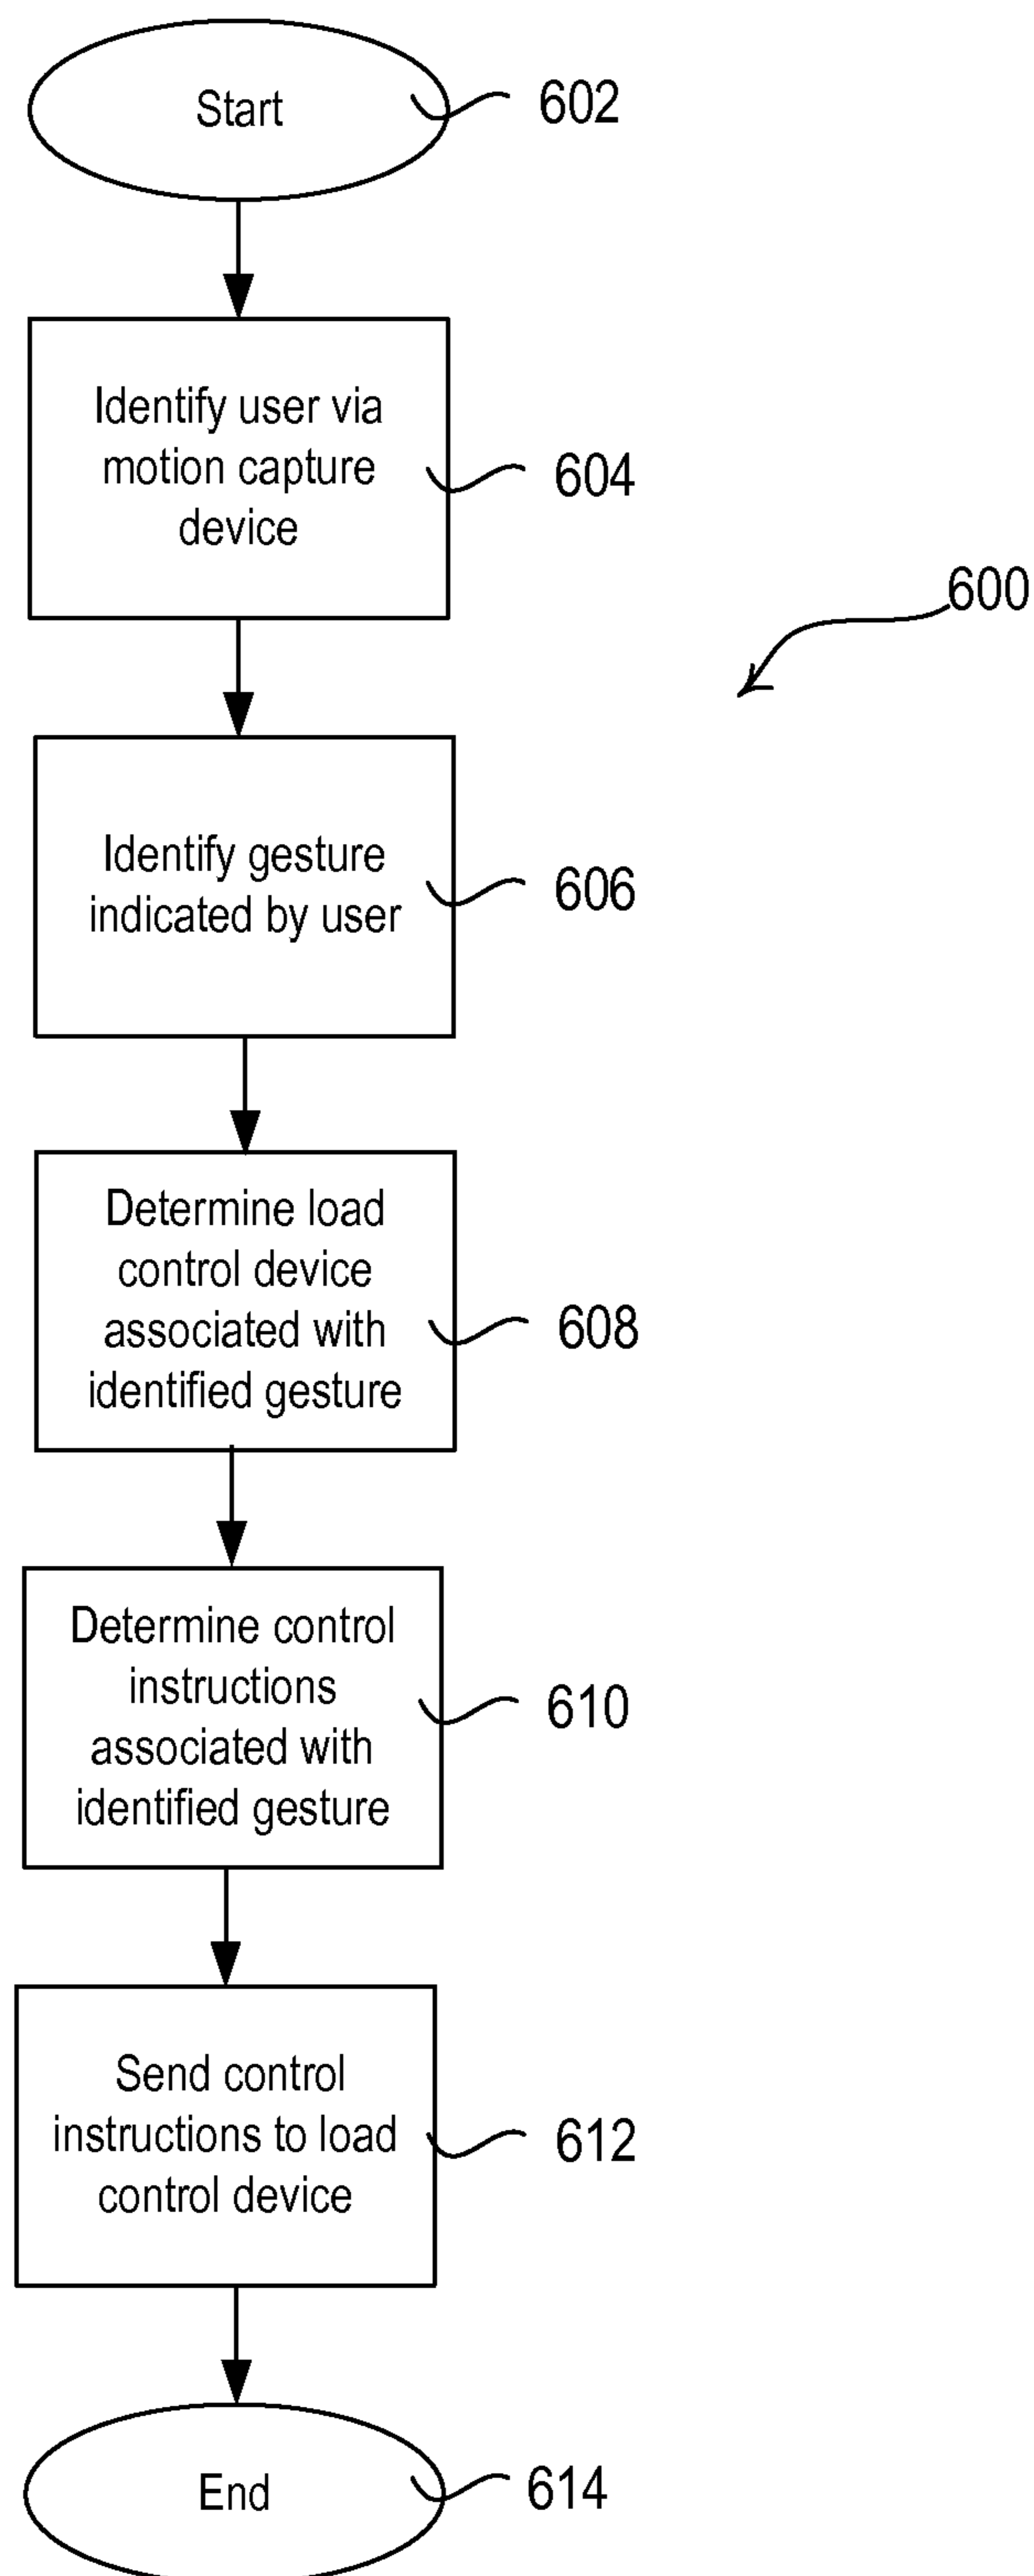 Start
602
Identify user via
motion capture
device
604
600
Identify gesture
indicated by user
606
Determine load
control device
associated with
identified gesture
608
Determine control
instructions
associated with
identified gesture
610
Send control
instructions to load
control device
612
End
614